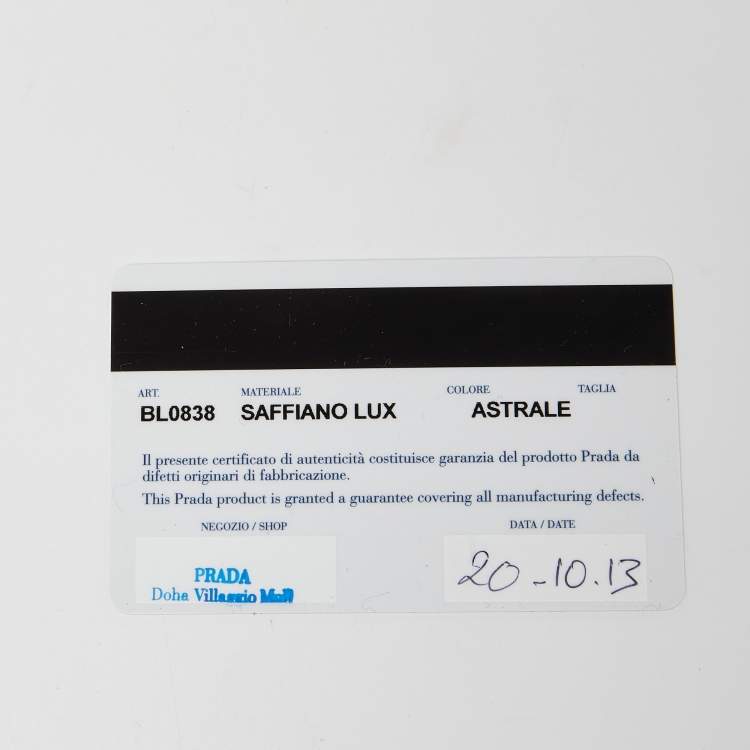 ART. MATERIALE COLORE TAGLIA
BL0838 SAFFIANO LUX ASTRALE
Il presente certificato di autenticità costituisce garanzia del prodotto Prada da
difetti originari di fabbricazione.
This Prada product is granted a guarantee covering all manufacturing defects.
NEGOZIO / SHOP DATA / DATE
PRADA
Doha Villaggio Mall
20-10.13